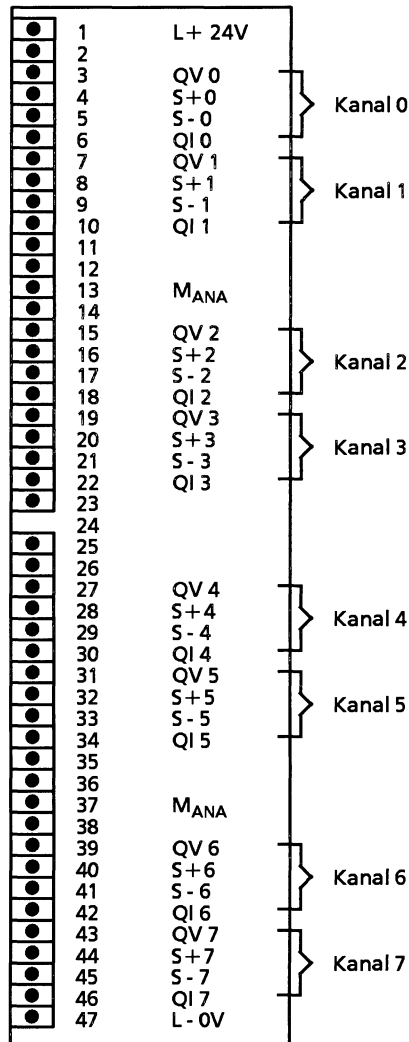 1 L+ 24V
2
3 QV 0
4 S+0 Kanal 0
5 S-0
6 QI 0
7 QV 1
8 S+1 Kanal 1
9 S-1
10 QI 1
11
12
13 MANA
14
15 QV 2
16 S+2 Kanal 2
17 S-2
18 QI 2
19 QV 3
20 S+3 Kanal 3
21 S-3
22 QI 3
23
24
25
26
27 QV 4
28 S+4 Kanal 4
29 S-4
30 QI 4
31 QV 5
32 S+5 Kanal 5
33 S-5
34 QI 5
35
36
37 MANA
38
39 QV 6
40 S+6 Kanal 6
41 S-6
42 QI 6
43 QV 7
44 S+7 Kanal 7
45 S-7
46 QI 7
47 L-0V